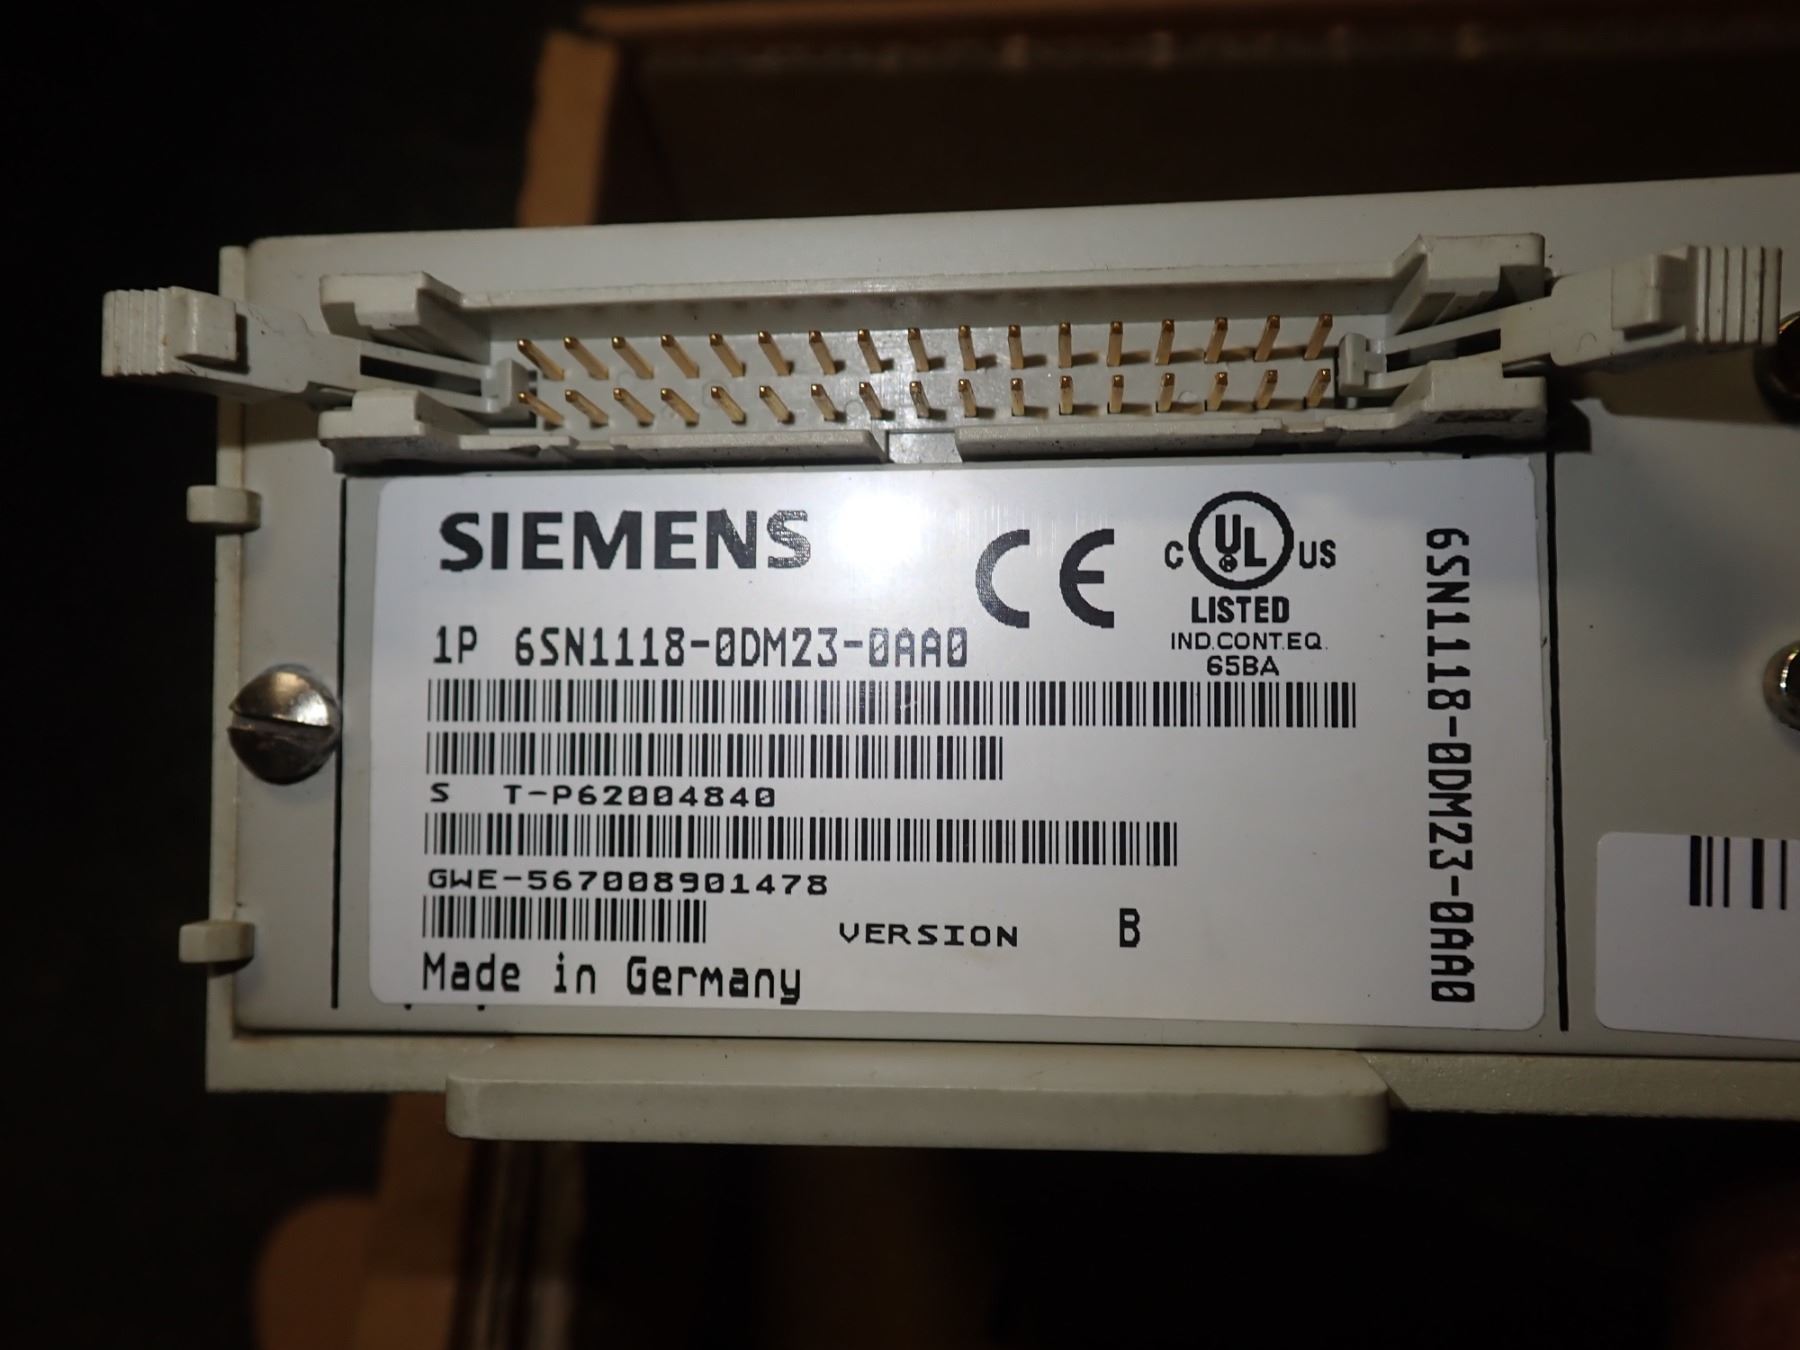 SIEMENS
CE
C UL US
LISTED
IND.CONT.EQ.
65BA
1P 6SN1118-0DM23-0AA0
S T-P62004840
GWE-567008901478
VERSION B
Made in Germany
6SN1118-0DM23-0AA0